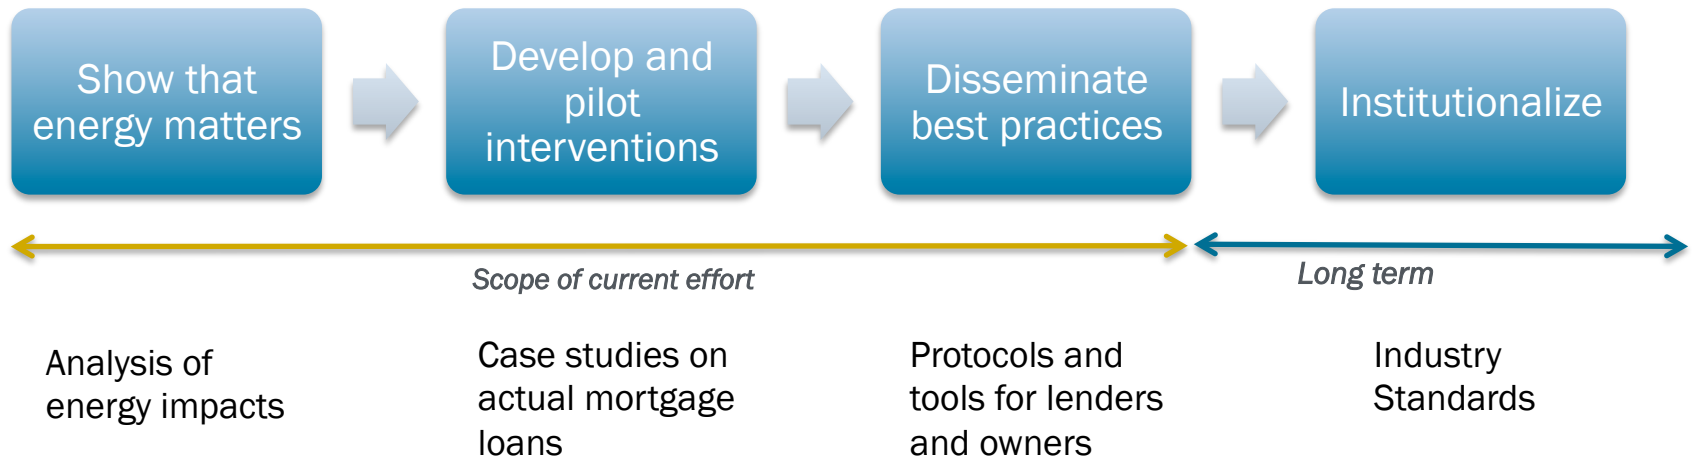 Show that
energy matters
Develop and
pilot
interventions
Disseminate
best practices
Institutionalize
Scope of current effort
Long term
Analysis of
energy impacts
Case studies on
actual mortgage
loans
Protocols and
tools for lenders
and owners
Industry
Standards